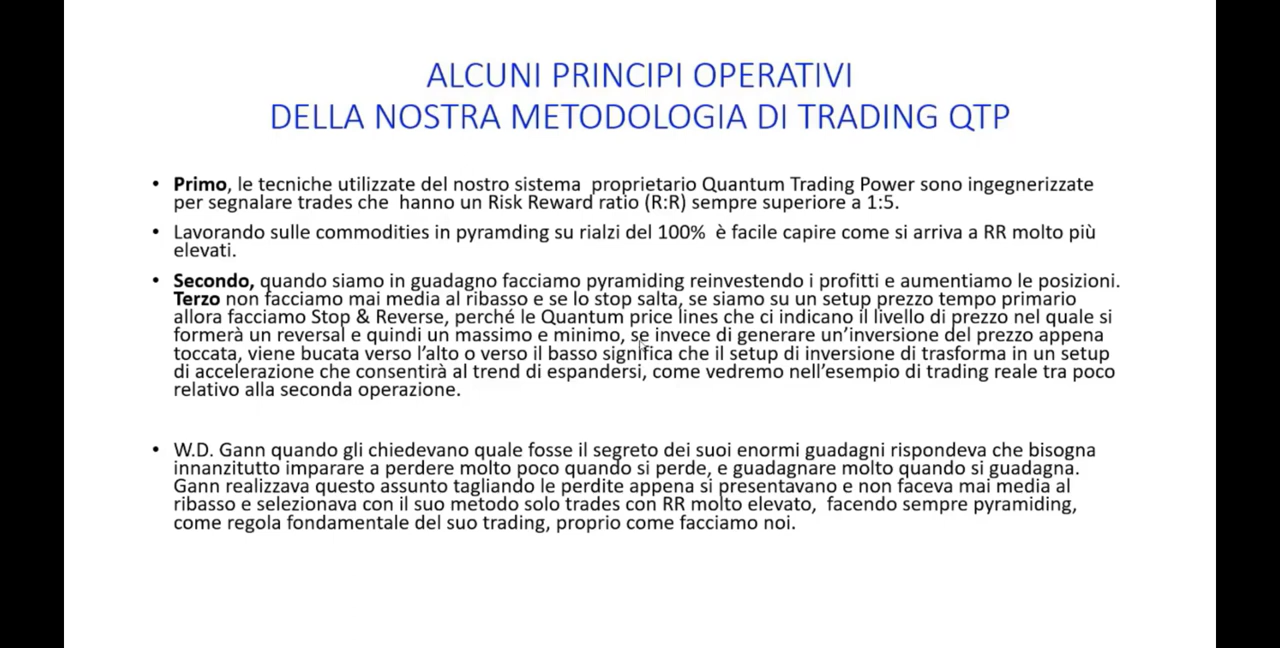 ALCUNI PRINCIPI OPERATIVI
DELLA NOSTRA METODOLOGIA DI TRADING QTP
• Primo, le tecniche utilizzate del nostro sistema proprietario Quantum Trading Power sono ingegnerizzate
per segnalare trades che hanno un Risk Reward ratio (R:R) sempre superiore a 1:5.
• Lavorando sulle commodities in pyramding su rialzi del 100% è facile capire come si arriva a RR molto più
elevati.
• Secondo, quando siamo in guadagno facciamo pyramiding reinvestendo i profitti e aumentiamo le posizioni.
Terzo non facciamo mai media al ribasso e se lo stop salta, se siamo su un setup prezzo tempo primario
allora facciamo Stop & Reverse, perché le Quantum price lines che ci indicano il livello di prezzo nel quale si
formerà un reversal e quindi un massimo e minimo, se invece di generare un’inversione del prezzo appena
toccata, viene bucata verso l’alto o verso il basso significa che il setup di inversione di trasforma in un setup
di accelerazione che consentirà al trend di espandersi, come vedremo nell’esempio di trading reale tra poco
relativo alla seconda operazione.
• W.D. Gann quando gli chiedevano quale fosse il segreto dei suoi enormi guadagni rispondeva che bisogna
innanzitutto imparare a perdere molto poco quando si perde, e guadagnare molto quando si guadagna.
Gann realizzava questo assunto tagliando le perdite appena si presentavano e non faceva mai media al
ribasso e selezionava con il suo metodo solo trades con RR molto elevato, facendo sempre pyramiding,
come regola fondamentale del suo trading, proprio come facciamo noi.